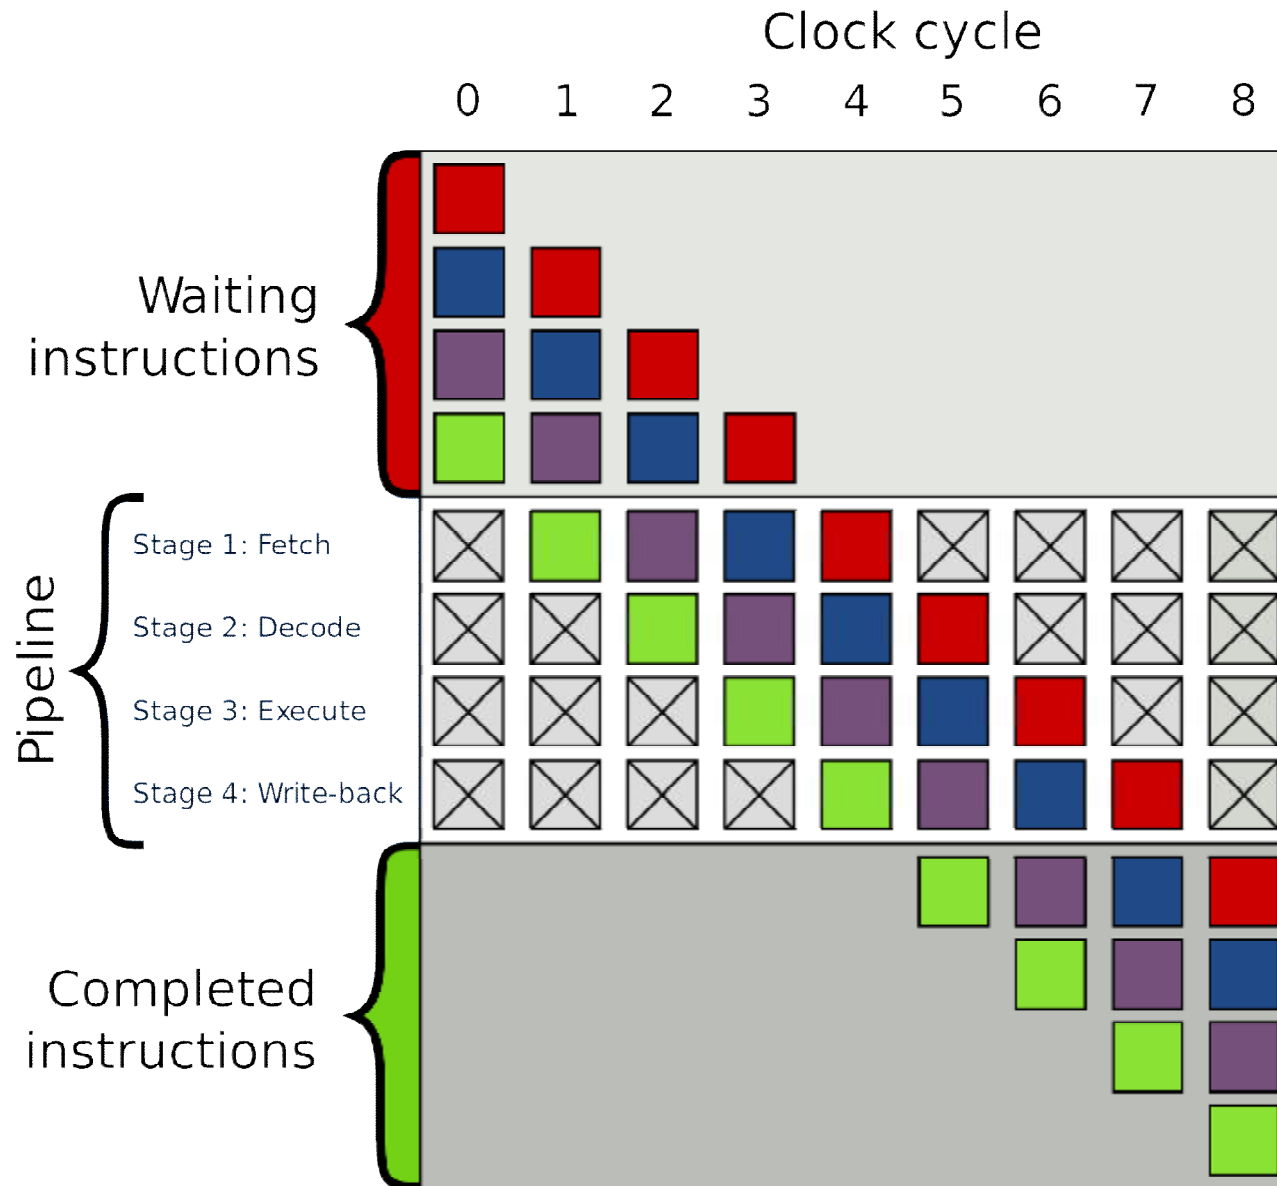 Clock cycle
0 1 2 3 4 5 6 7 8
Waiting
instructions
Pipeline
Stage 1: Fetch
Stage 2: Decode
Stage 3: Execute
Stage 4: Write-back
Completed
instructions